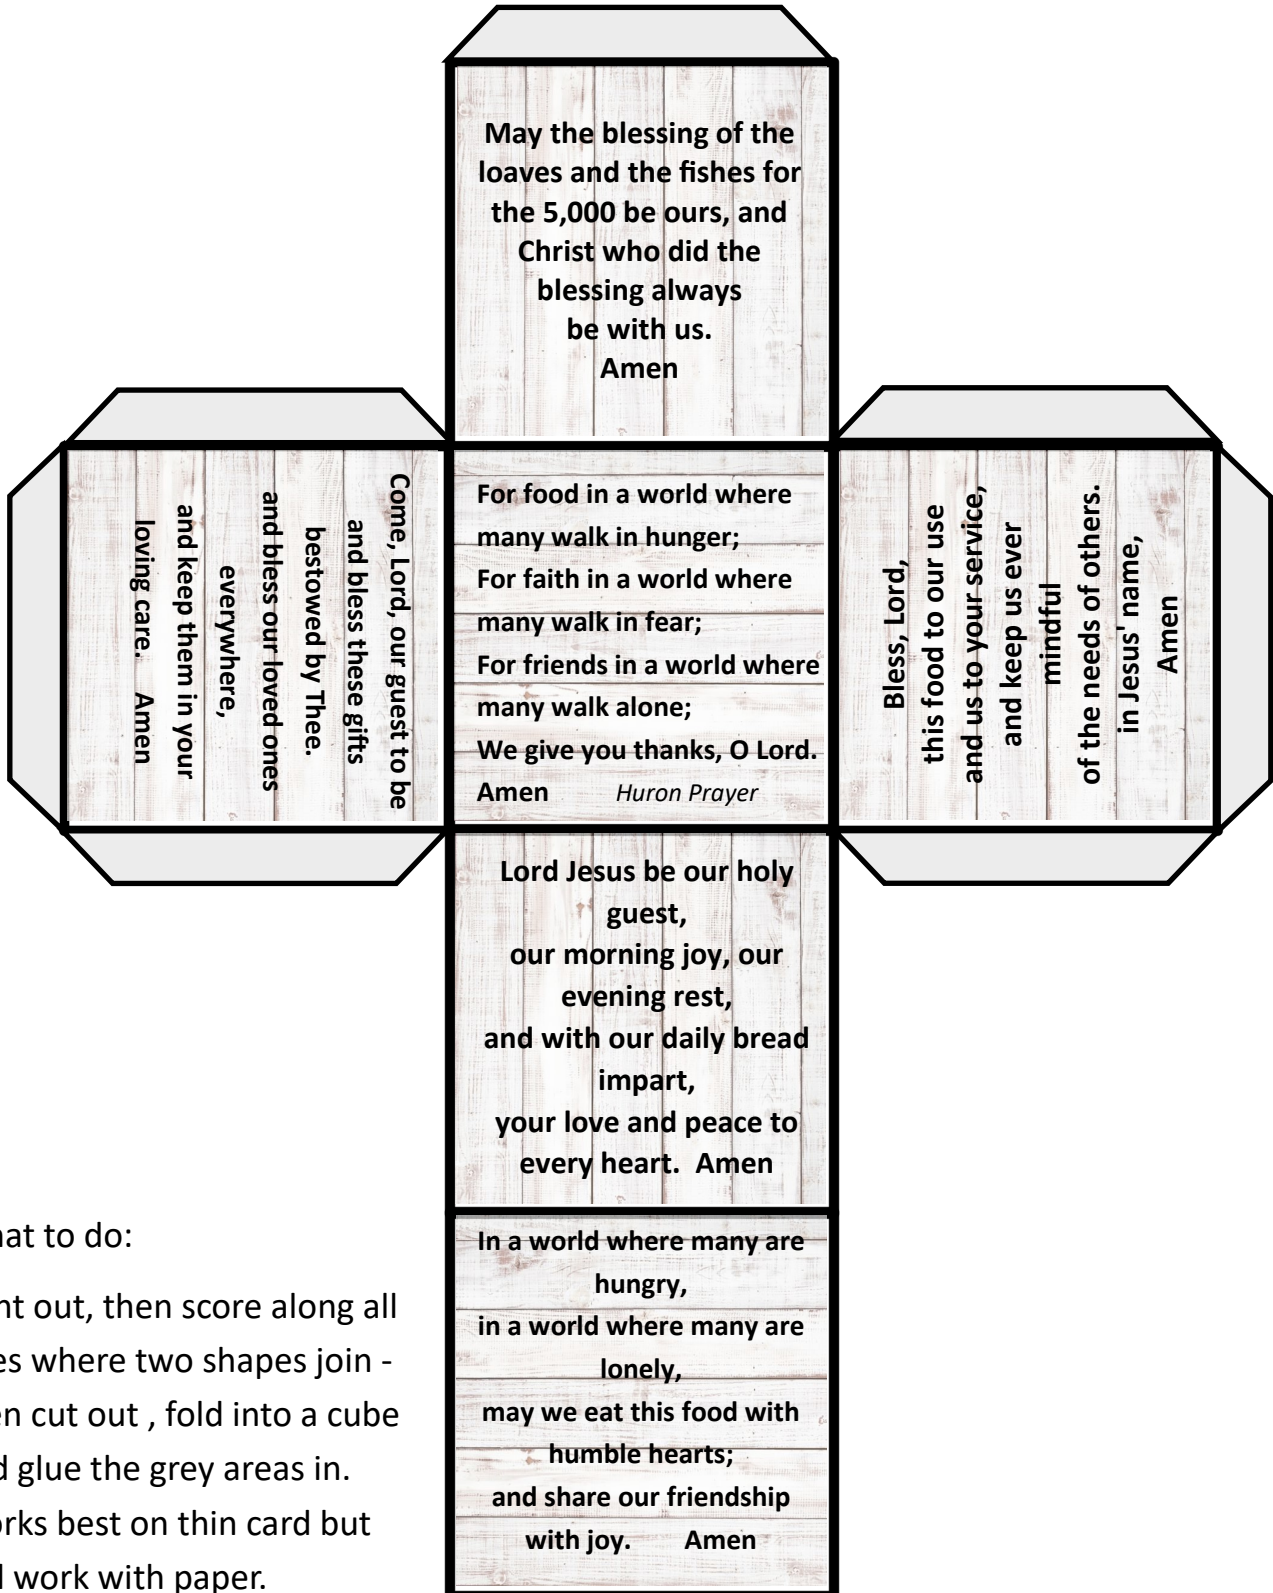 May the blessing of the
loaves and the fishes for
the 5,000 be ours, and
Christ who did the
blessing always
be with us.
Amen
Come, Lord, our guest to be
and bless these gifts
bestowed by Thee.
and bless our loved ones
everywhere,
and keep them in your
loving care. Amen
For food in a world where
many walk in hunger;
For faith in a world where
many walk in fear;
For friends in a world where
many walk alone;
We give you thanks, O Lord.
Amen Huron Prayer
Bless, Lord,
this food to our use
and us to your service,
and keep us ever
mindful
of the needs of others.
in Jesus' name,
Amen
Lord Jesus be our holy
guest,
our morning joy, our
evening rest,
and with our daily bread
impart,
your love and peace to
every heart. Amen
In a world where many are
hungry,
in a world where many are
lonely,
may we eat this food with
humble hearts;
and share our friendship
with joy. Amen
at to do:
nt out, then score along all
es where two shapes join -
en cut out , fold into a cube
d glue the grey areas in.
orks best on thin card but
l work with paper.